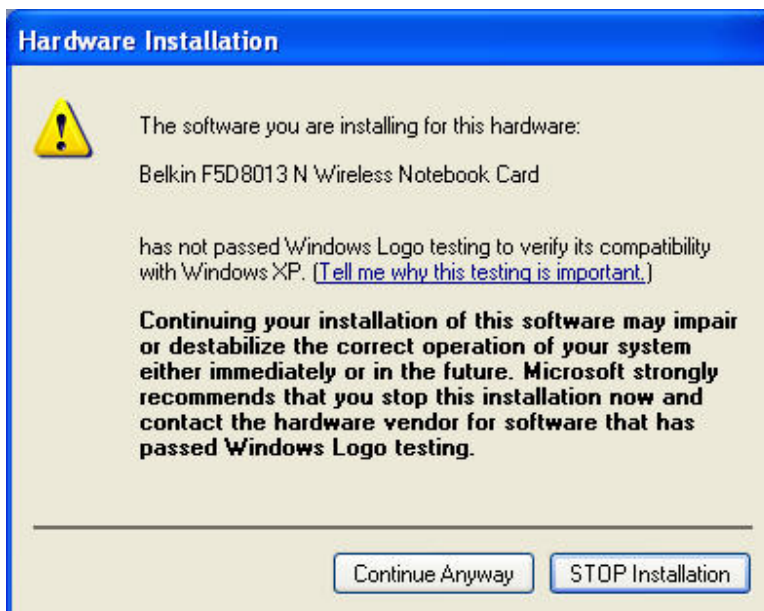 Hardware Installation
The software you are installing for this hardware:
Belkin F5D8013 N Wireless Notebook Card
has not passed Windows Logo testing to verify its compatibility
with Windows XP. (Tell me why this testing is important.)
Continuing your installation of this software may impair
or destabilize the correct operation of your system
either immediately or in the future. Microsoft strongly
recommends that you stop this installation now and
contact the hardware vendor for software that has
passed Windows Logo testing.
Continue Anyway
STOP Installation